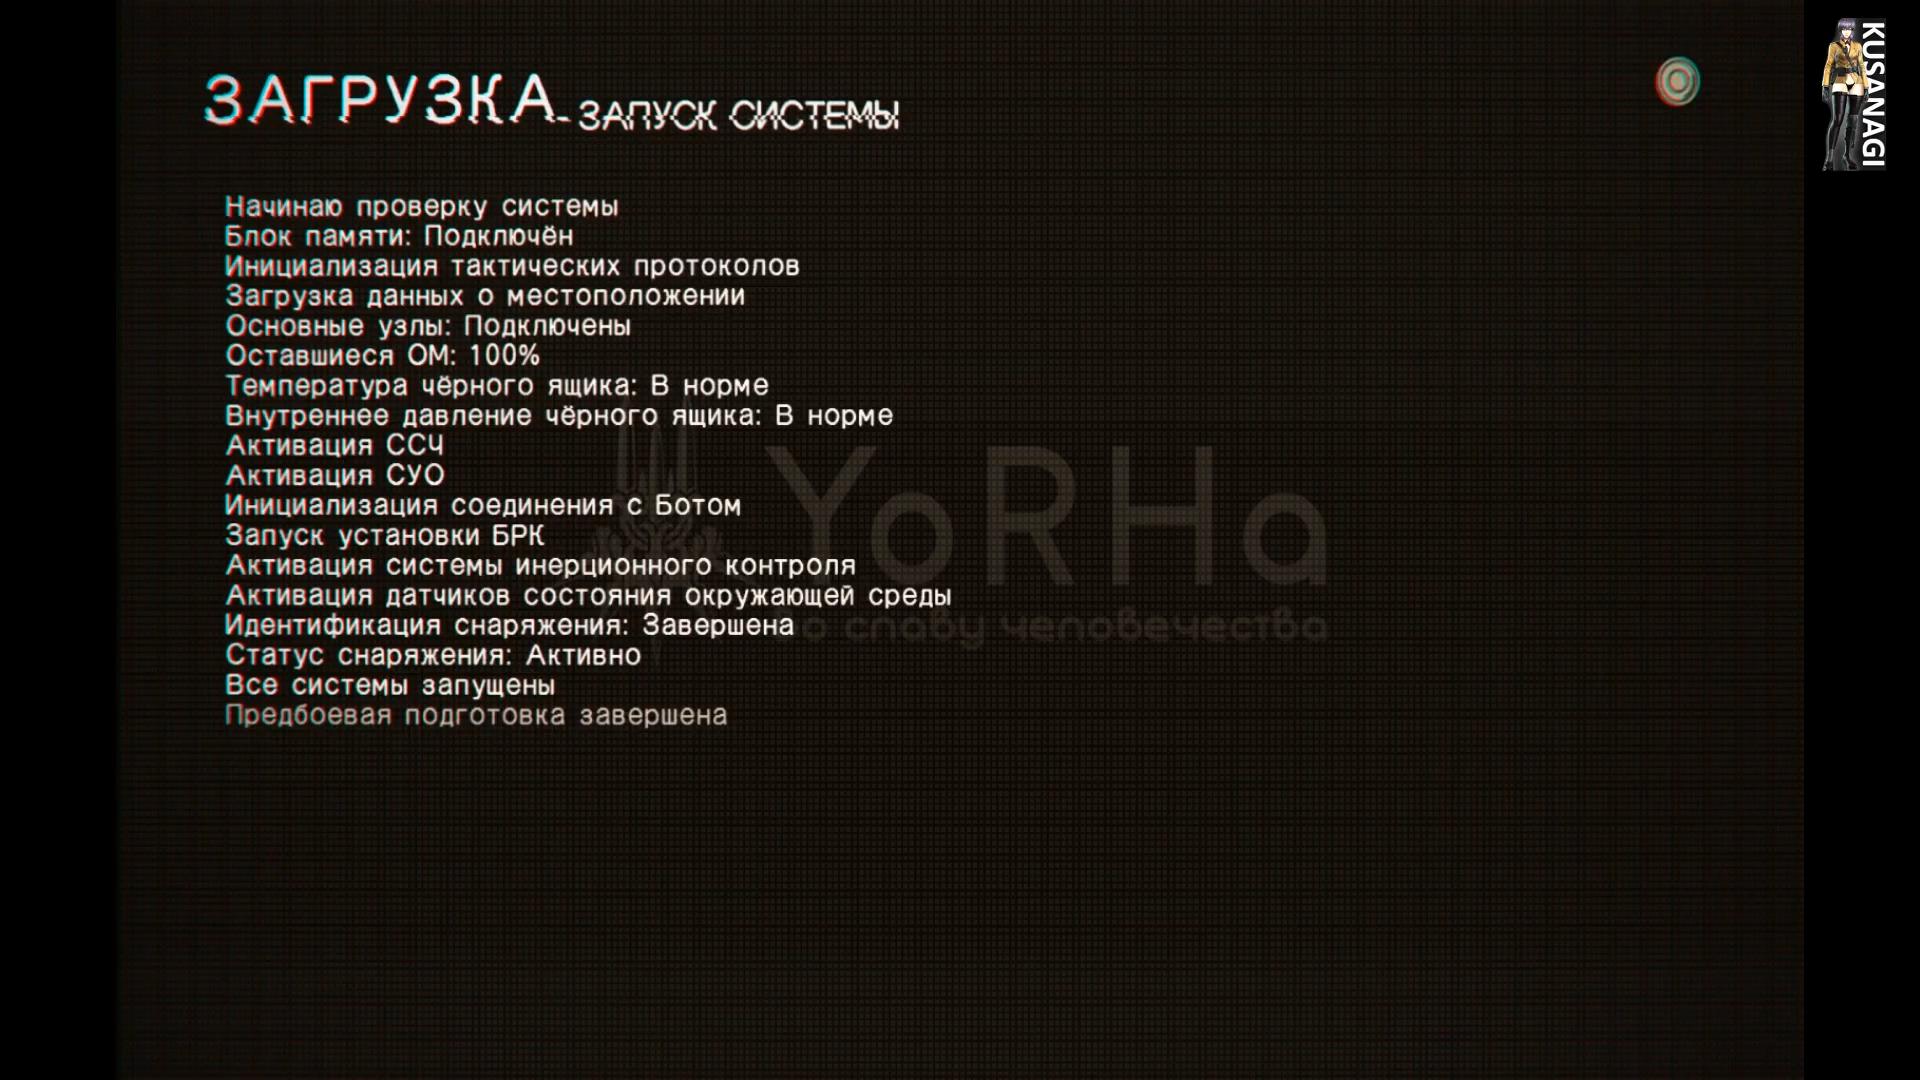 ЗАГРУЗКА - ЗАПУСК СИСТЕМЫ
KUSANAGI
Начинаю проверку системы
Блок памяти: Подключён
Инициализация тактических протоколов
Загрузка данных о местоположении
Основные узлы: Подключены
Оставшиеся ОМ: 100%
Температура чёрного ящика: В норме
Внутреннее давление чёрного ящика: В норме
Активация ССЧ
Активация СУО
Инициализация соединения с Ботом
Запуск установки БРК
Активация системы инерционного контроля
Активация датчиков состояния окружающей среды
Идентификация снаряжения: Завершена
Статус снаряжения: Активно
Все системы запущены
Предбоевая подготовка завершена
YoRHa
Во славу человечества